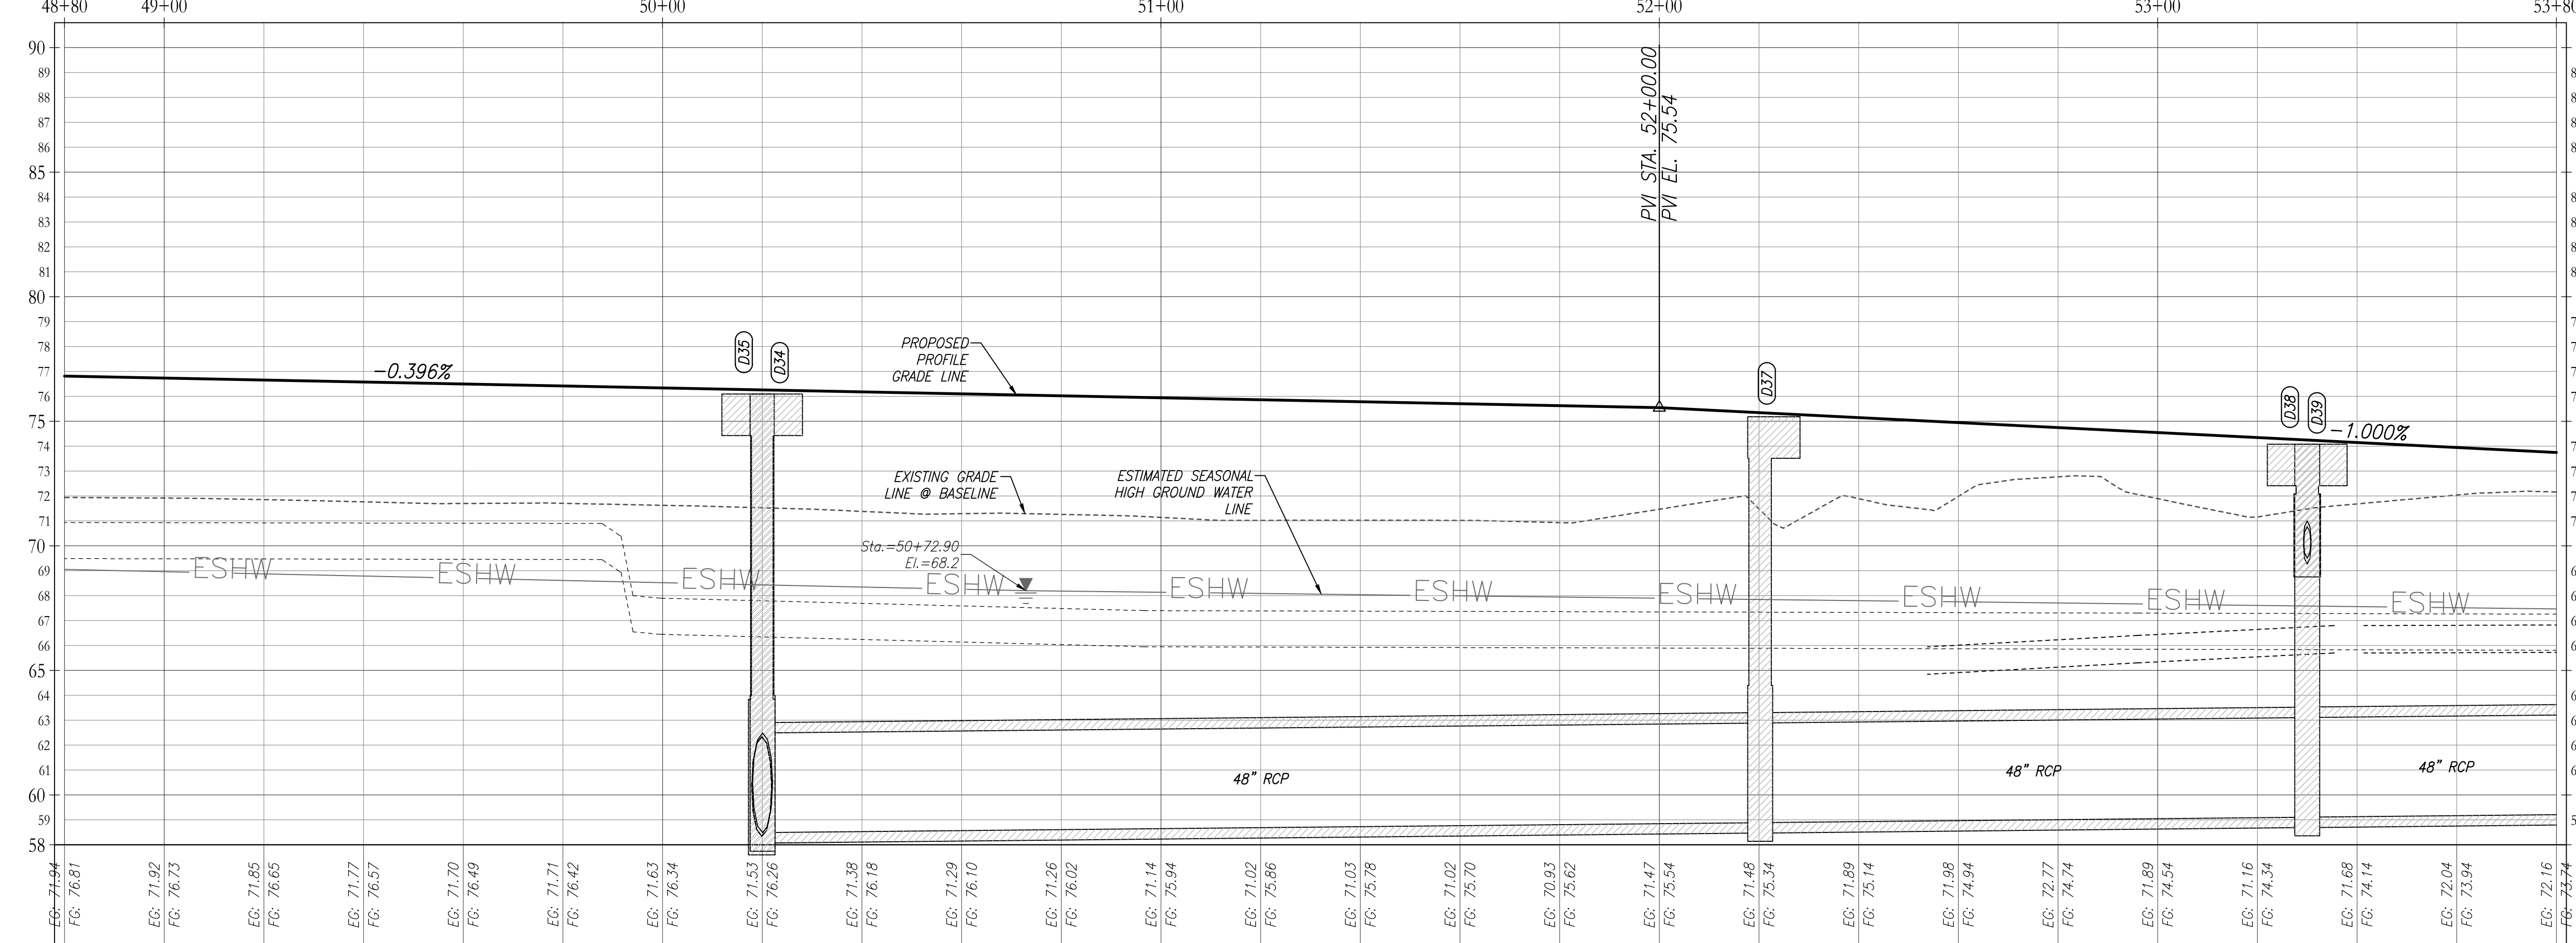 48+80 49+00 50+00 51+00 52+00 53+00 53+80
90
89
88
87
86
85
84
83
82
81
80
79
78
77
76
75
74
73
72
71
70
69
68
67
66
65
64
63
62
61
60
59
58
PVI STA. 52+00.00
PVI EL. 75.54
-0.396%
D35
D34
PROPOSED
PROFILE
GRADE LINE
D37
D38
D39
-1.000%
EXISTING GRADE
LINE @ BASELINE
ESTIMATED SEASONAL
HIGH GROUND WATER
LINE
Sta.=50+72.90
El.=68.2
ESHW ESHW ESHW ESHW ESHW ESHW ESHW ESHW ESHW ESHW
48" RCP
48" RCP
48" RCP
EG: 71.94
FG: 76.81
EG: 71.92
FG: 76.73
EG: 71.85
FG: 76.65
EG: 71.77
FG: 76.57
EG: 71.70
FG: 76.49
EG: 71.71
FG: 76.42
EG: 71.63
FG: 76.34
EG: 71.53
FG: 76.26
EG: 71.38
FG: 76.18
EG: 71.29
FG: 76.10
EG: 71.26
FG: 76.02
EG: 71.14
FG: 75.94
EG: 71.02
FG: 75.86
EG: 71.03
FG: 75.78
EG: 71.02
FG: 75.70
EG: 70.93
FG: 75.62
EG: 71.47
FG: 75.54
EG: 71.48
FG: 75.34
EG: 71.89
FG: 75.14
EG: 71.98
FG: 74.94
EG: 72.77
FG: 74.74
EG: 71.89
FG: 74.54
EG: 71.16
FG: 74.34
EG: 71.68
FG: 74.14
EG: 72.04
FG: 73.94
EG: 72.16
FG: 73.74